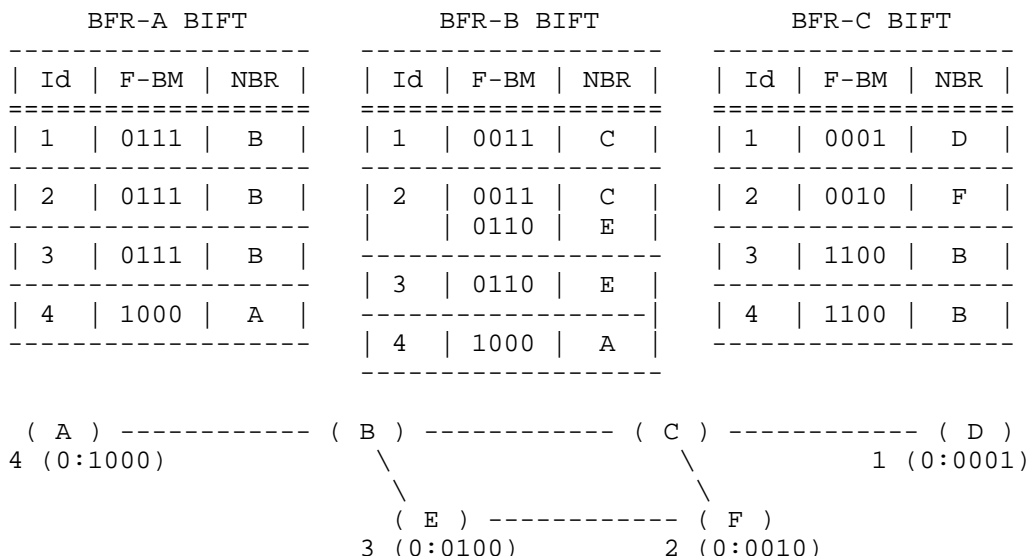 BFR-A BIFT BFR-B BIFT BFR-C BIFT
| Id | F-BM | NBR | | Id | F-BM | NBR | | Id | F-BM | NBR |
| 1 | 0111 | B | | 1 | 0011 | C | | 1 | 0001 | D |
| 2 | 0111 | B | | 2 | 0011 | C | | 2 | 0010 | F |
| | 0110 | E |
| 3 | 0111 | B | | 3 | 0110 | E | | 3 | 1100 | B |
| 4 | 1000 | A | | 4 | 1000 | A | | 4 | 1100 | B |
( A ) ------------ ( B ) ------------ ( C ) ------------ ( D )
4 (0:1000) \ \ 1 (0:0001)
\ \
( E ) ------------ ( F )
3 (0:0100) 2 (0:0010)